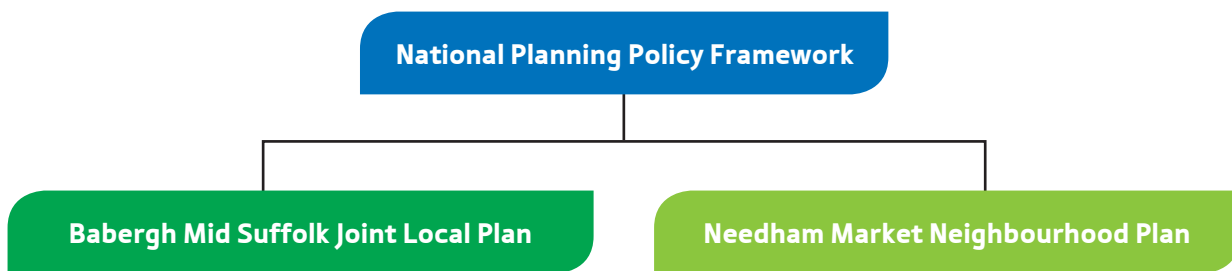 National Planning Policy Framework
Babergh Mid Suffolk Joint Local Plan
Needham Market Neighbourhood Plan